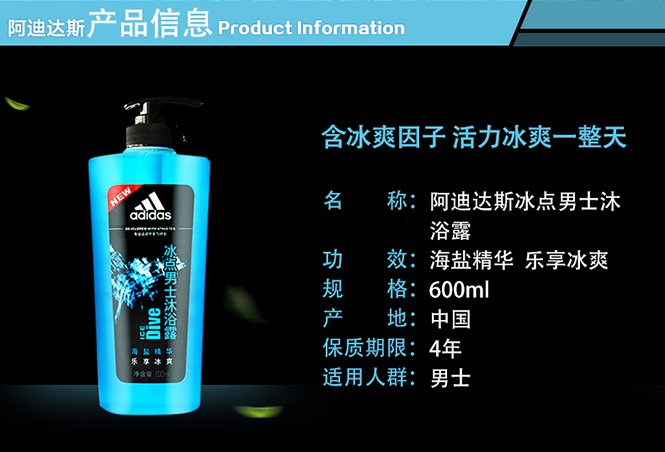 阿迪达斯产品信息 Product Information
含冰爽因子 活力冰爽一整天
名 称：阿迪达斯冰点男士沐
浴露
功 效：海盐精华 乐享冰爽
规 格：600ml
产 地：中国
保质期限：4年
适用人群：男士
NEW
adidas
DEVELOPED WITH ATHLETES
冰点男士沐浴露
ICE
Dive
海盐精华
乐享冰爽
净含量：600ml